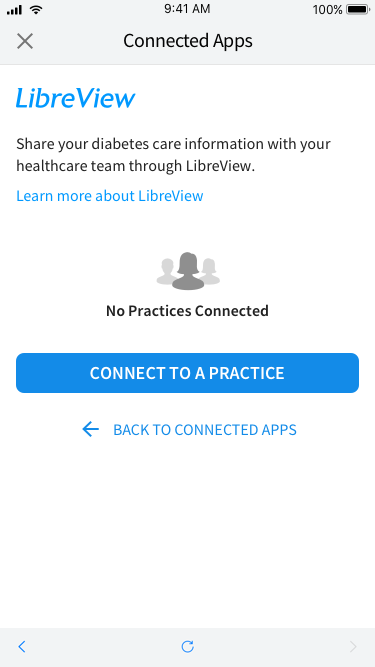 9:41 AM
100%
Connected Apps
LibreView
Share your diabetes care information with your
healthcare team through LibreView.
Learn more about LibreView
No Practices Connected
CONNECT TO A PRACTICE
BACK TO CONNECTED APPS